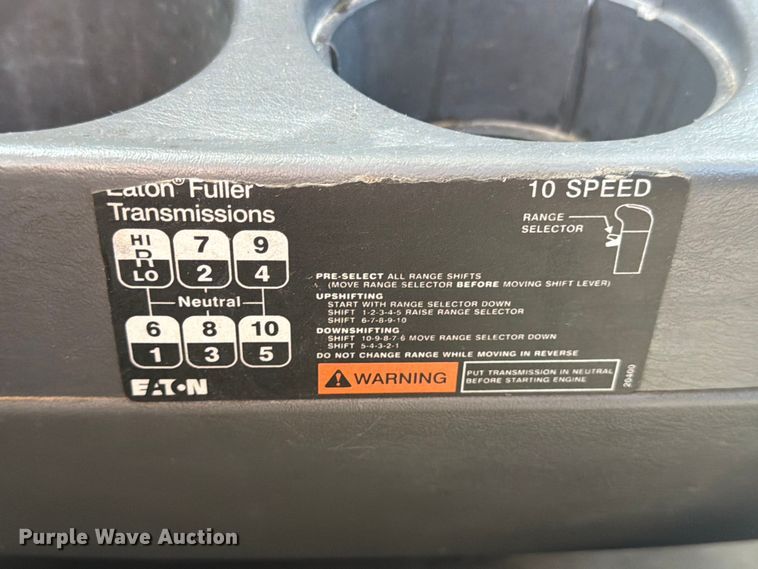 Eaton® Fuller
Transmissions
10 SPEED
RANGE
SELECTOR
HI
R
LO
7
2
9
4
Neutral
6
1
8
3
10
5
EATON
PRE-SELECT ALL RANGE SHIFTS
(MOVE RANGE SELECTOR BEFORE MOVING SHIFT LEVER)
UPSHIFTING
START WITH RANGE SELECTOR DOWN
SHIFT 1-2-3-4-5 RAISE RANGE SELECTOR
SHIFT 6-7-8-9-10
DOWNSHIFTING
SHIFT 10-9-8-7-6 MOVE RANGE SELECTOR DOWN
SHIFT 5-4-3-2-1
DO NOT CHANGE RANGE WHILE MOVING IN REVERSE
WARNING
PUT TRANSMISSION IN NEUTRAL
BEFORE STARTING ENGINE
20400
Purple Wave Auction